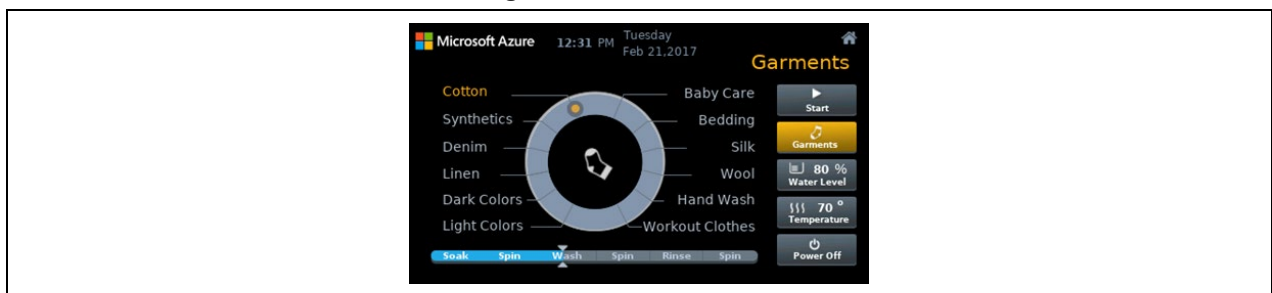 Microsoft Azure 12:31 PM Tuesday
Feb 21,2017
Garments
Cotton
Synthetics
Denim
Linen
Dark Colors
Light Colors
Baby Care
Bedding
Silk
Wool
Hand Wash
Workout Clothes
Start
Garments
80 %
Water Level
70 °
Temperature
Power Off
Soak Spin Wash Spin Rinse Spin